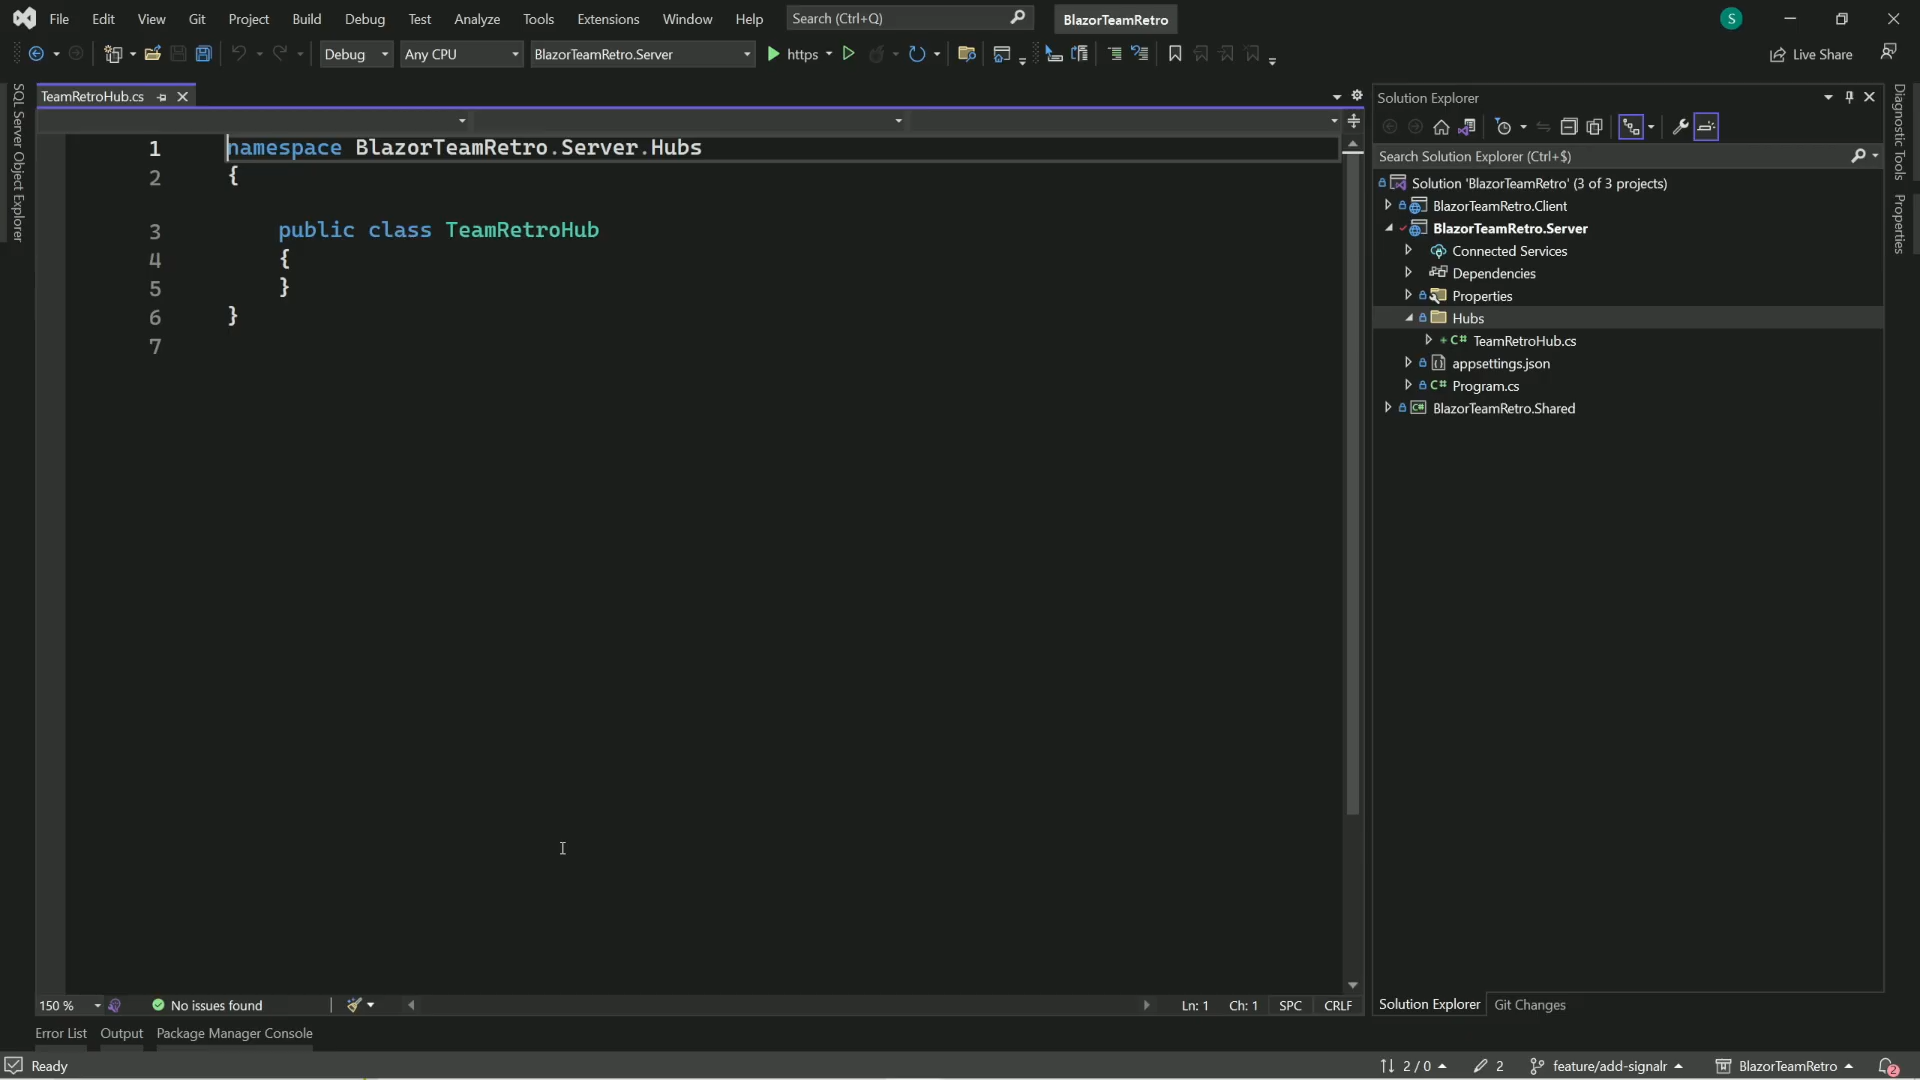 File Edit View Git Project Build Debug Test Analyze Tools Extensions Window Help Search (Ctrl+Q) BlazorTeamRetro S
Debug Any CPU BlazorTeamRetro.Server https Live Share
SQL Server Object Explorer
TeamRetroHub.cs
1 namespace BlazorTeamRetro.Server.Hubs
2 {
3 public class TeamRetroHub
4 {
5 }
6 }
7
150 % No issues found Ln: 1 Ch: 1 SPC CRLF
Solution Explorer
Search Solution Explorer (Ctrl+$)
Solution 'BlazorTeamRetro' (3 of 3 projects)
BlazorTeamRetro.Client
BlazorTeamRetro.Server
Connected Services
Dependencies
Properties
Hubs
C# TeamRetroHub.cs
appsettings.json
C# Program.cs
C# BlazorTeamRetro.Shared
Solution Explorer Git Changes
Diagnostic Tools
Properties
Error List Output Package Manager Console
Ready 2 / 0 2 feature/add-signalr BlazorTeamRetro 2